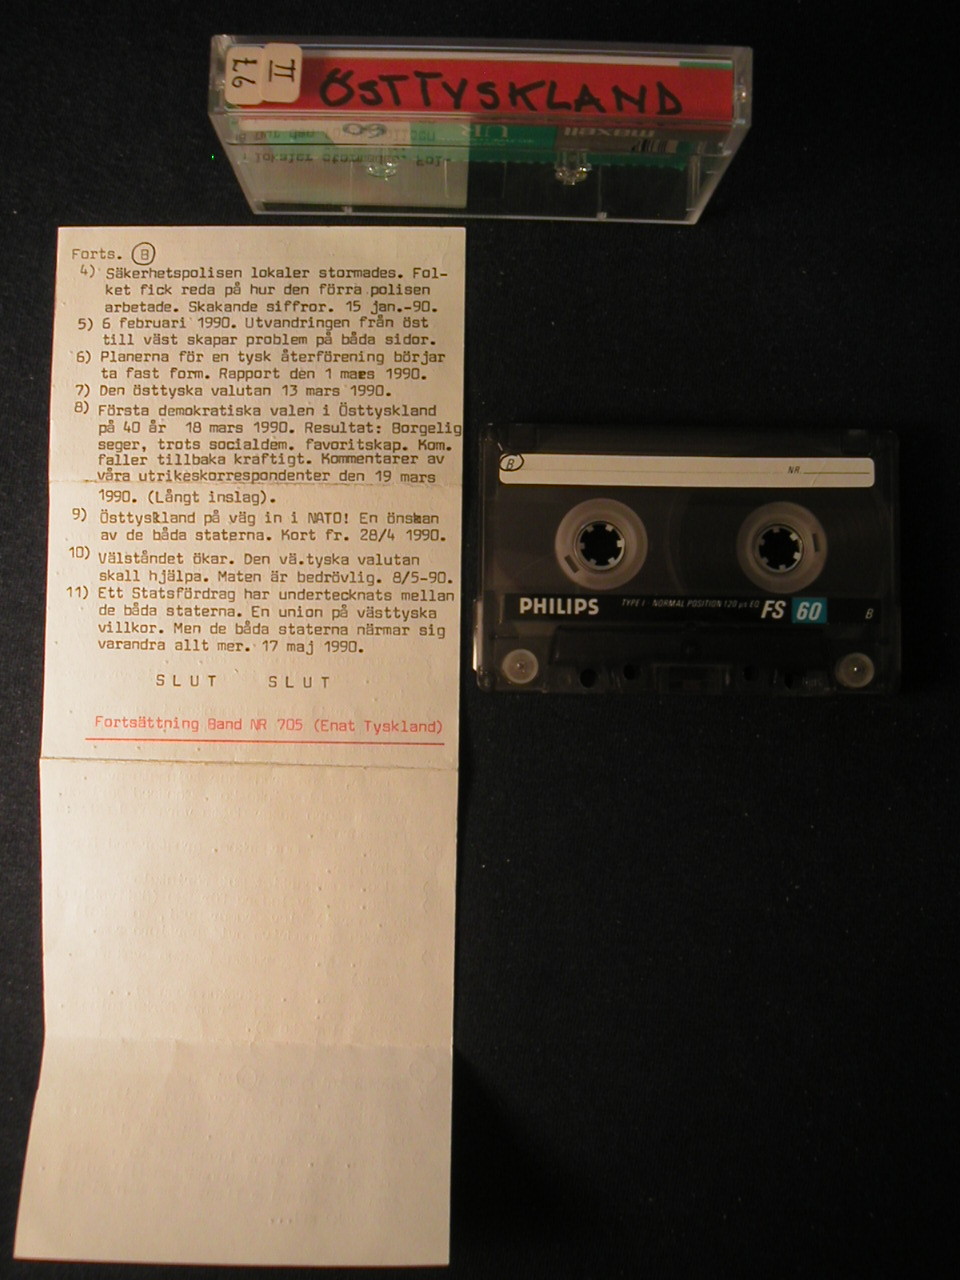 97
II
ÖSTTYSKLAND
maxell
UR
60
Forts. B
4) Säkerhetspolisen lokaler stormades. Fol-
ket fick reda på hur den förra polisen
arbetade. Skakande siffror. 15 jan.-90.
5) 6 februari 1990. Utvandringen från öst
till väst skapar problem på båda sidor.
6) Planerna för en tysk återförening börjar
ta fast form. Rapport den 1 mars 1990.
7) Den östtyska valutan 13 mars 1990.
8) Första demokratiska valen i Östtyskland
på 40 år 18 mars 1990. Resultat: Borgelig
seger, trots socialdem. favoritskap. Kom.
faller tillbaka kraftigt. Kommentarer av
våra utrikeskorrespondenter den 19 mars
1990. (Långt inslag).
9) Östtyskland på väg in i NATO! En önskan
av de båda staterna. Kort fr. 28/4 1990.
10) Välståndet ökar. Den vä.tyska valutan
skall hjälpa. Maten är bedrövlig. 8/5-90.
11) Ett Statsfördrag har undertecknats mellan
de båda staterna. En union på västtyska
villkor. Men de båda staterna närmar sig
varandra allt mer. 17 maj 1990.
SLUT SLUT
Fortsättning Band NR 705 (Enat Tyskland)
B
NR.
PHILIPS TYPE I - NORMAL POSITION 120 µs EQ FS 60 B